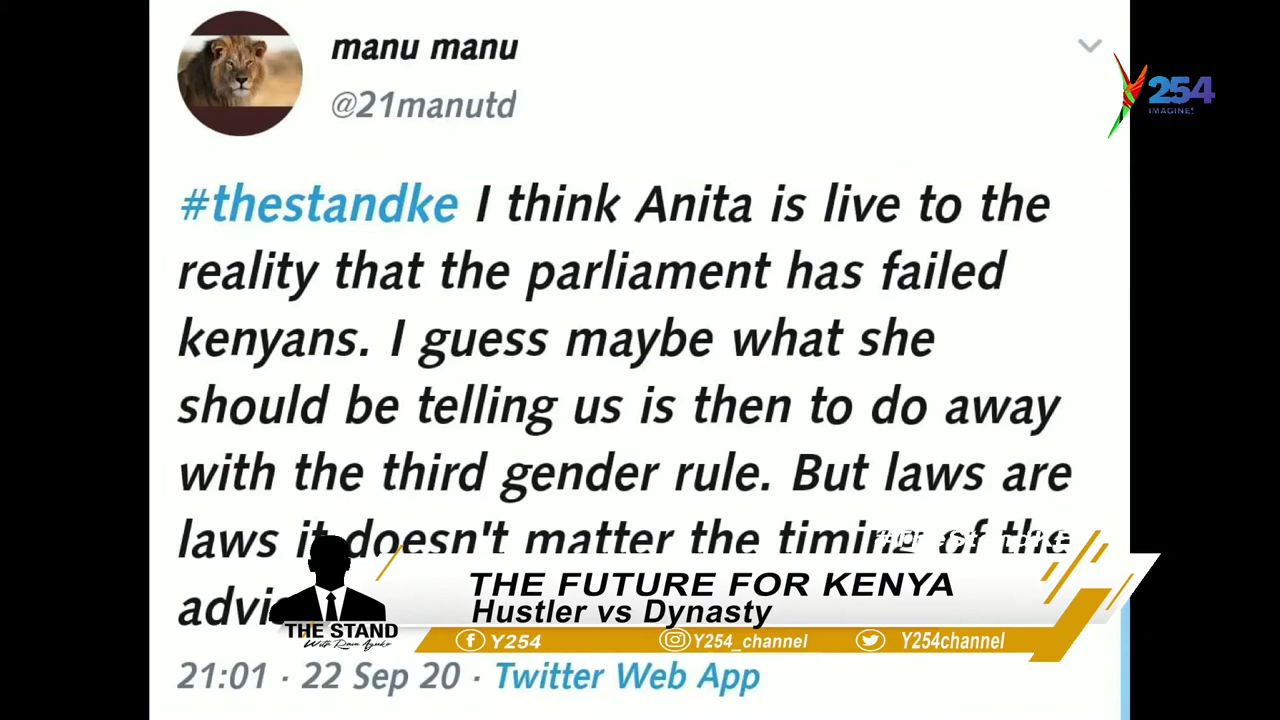 manu manu
@21manutd
Y254
IMAGINE!
#thestandke I think Anita is live to the
reality that the parliament has failed
kenyans. I guess maybe what she
should be telling us is then to do away
with the third gender rule. But laws are
laws it doesn't matter the timing of the
#TheStandKE
THE FUTURE FOR KENYA
Hustler vs Dynasty
THE STAND
Y254
Y254_channel
Y254channel
21:01 · 22 Sep 20 · Twitter Web App